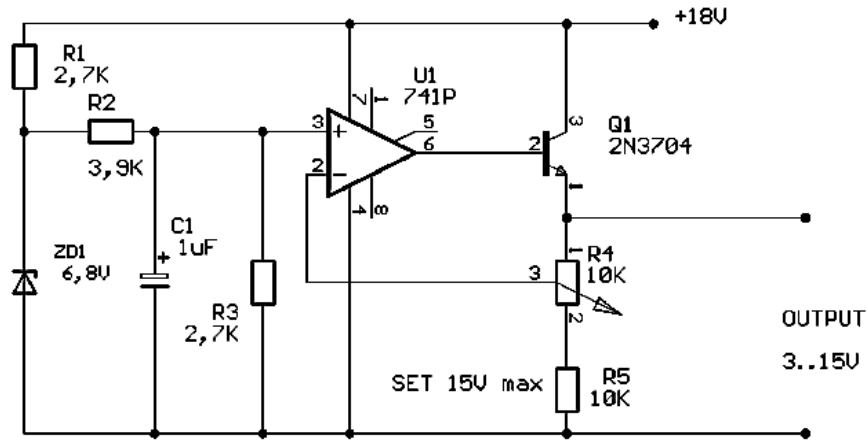 +18V
R1
2,7K
R2
3,9K
U1
741P
7
1
3
+
5
6
2
-
4
8
3
2
1
Q1
2N3704
C1
+
1uF
ZD1
6,8V
R3
2,7K
1
R4
10K
3
2
OUTPUT
3..15V
SET 15V max
R5
10K